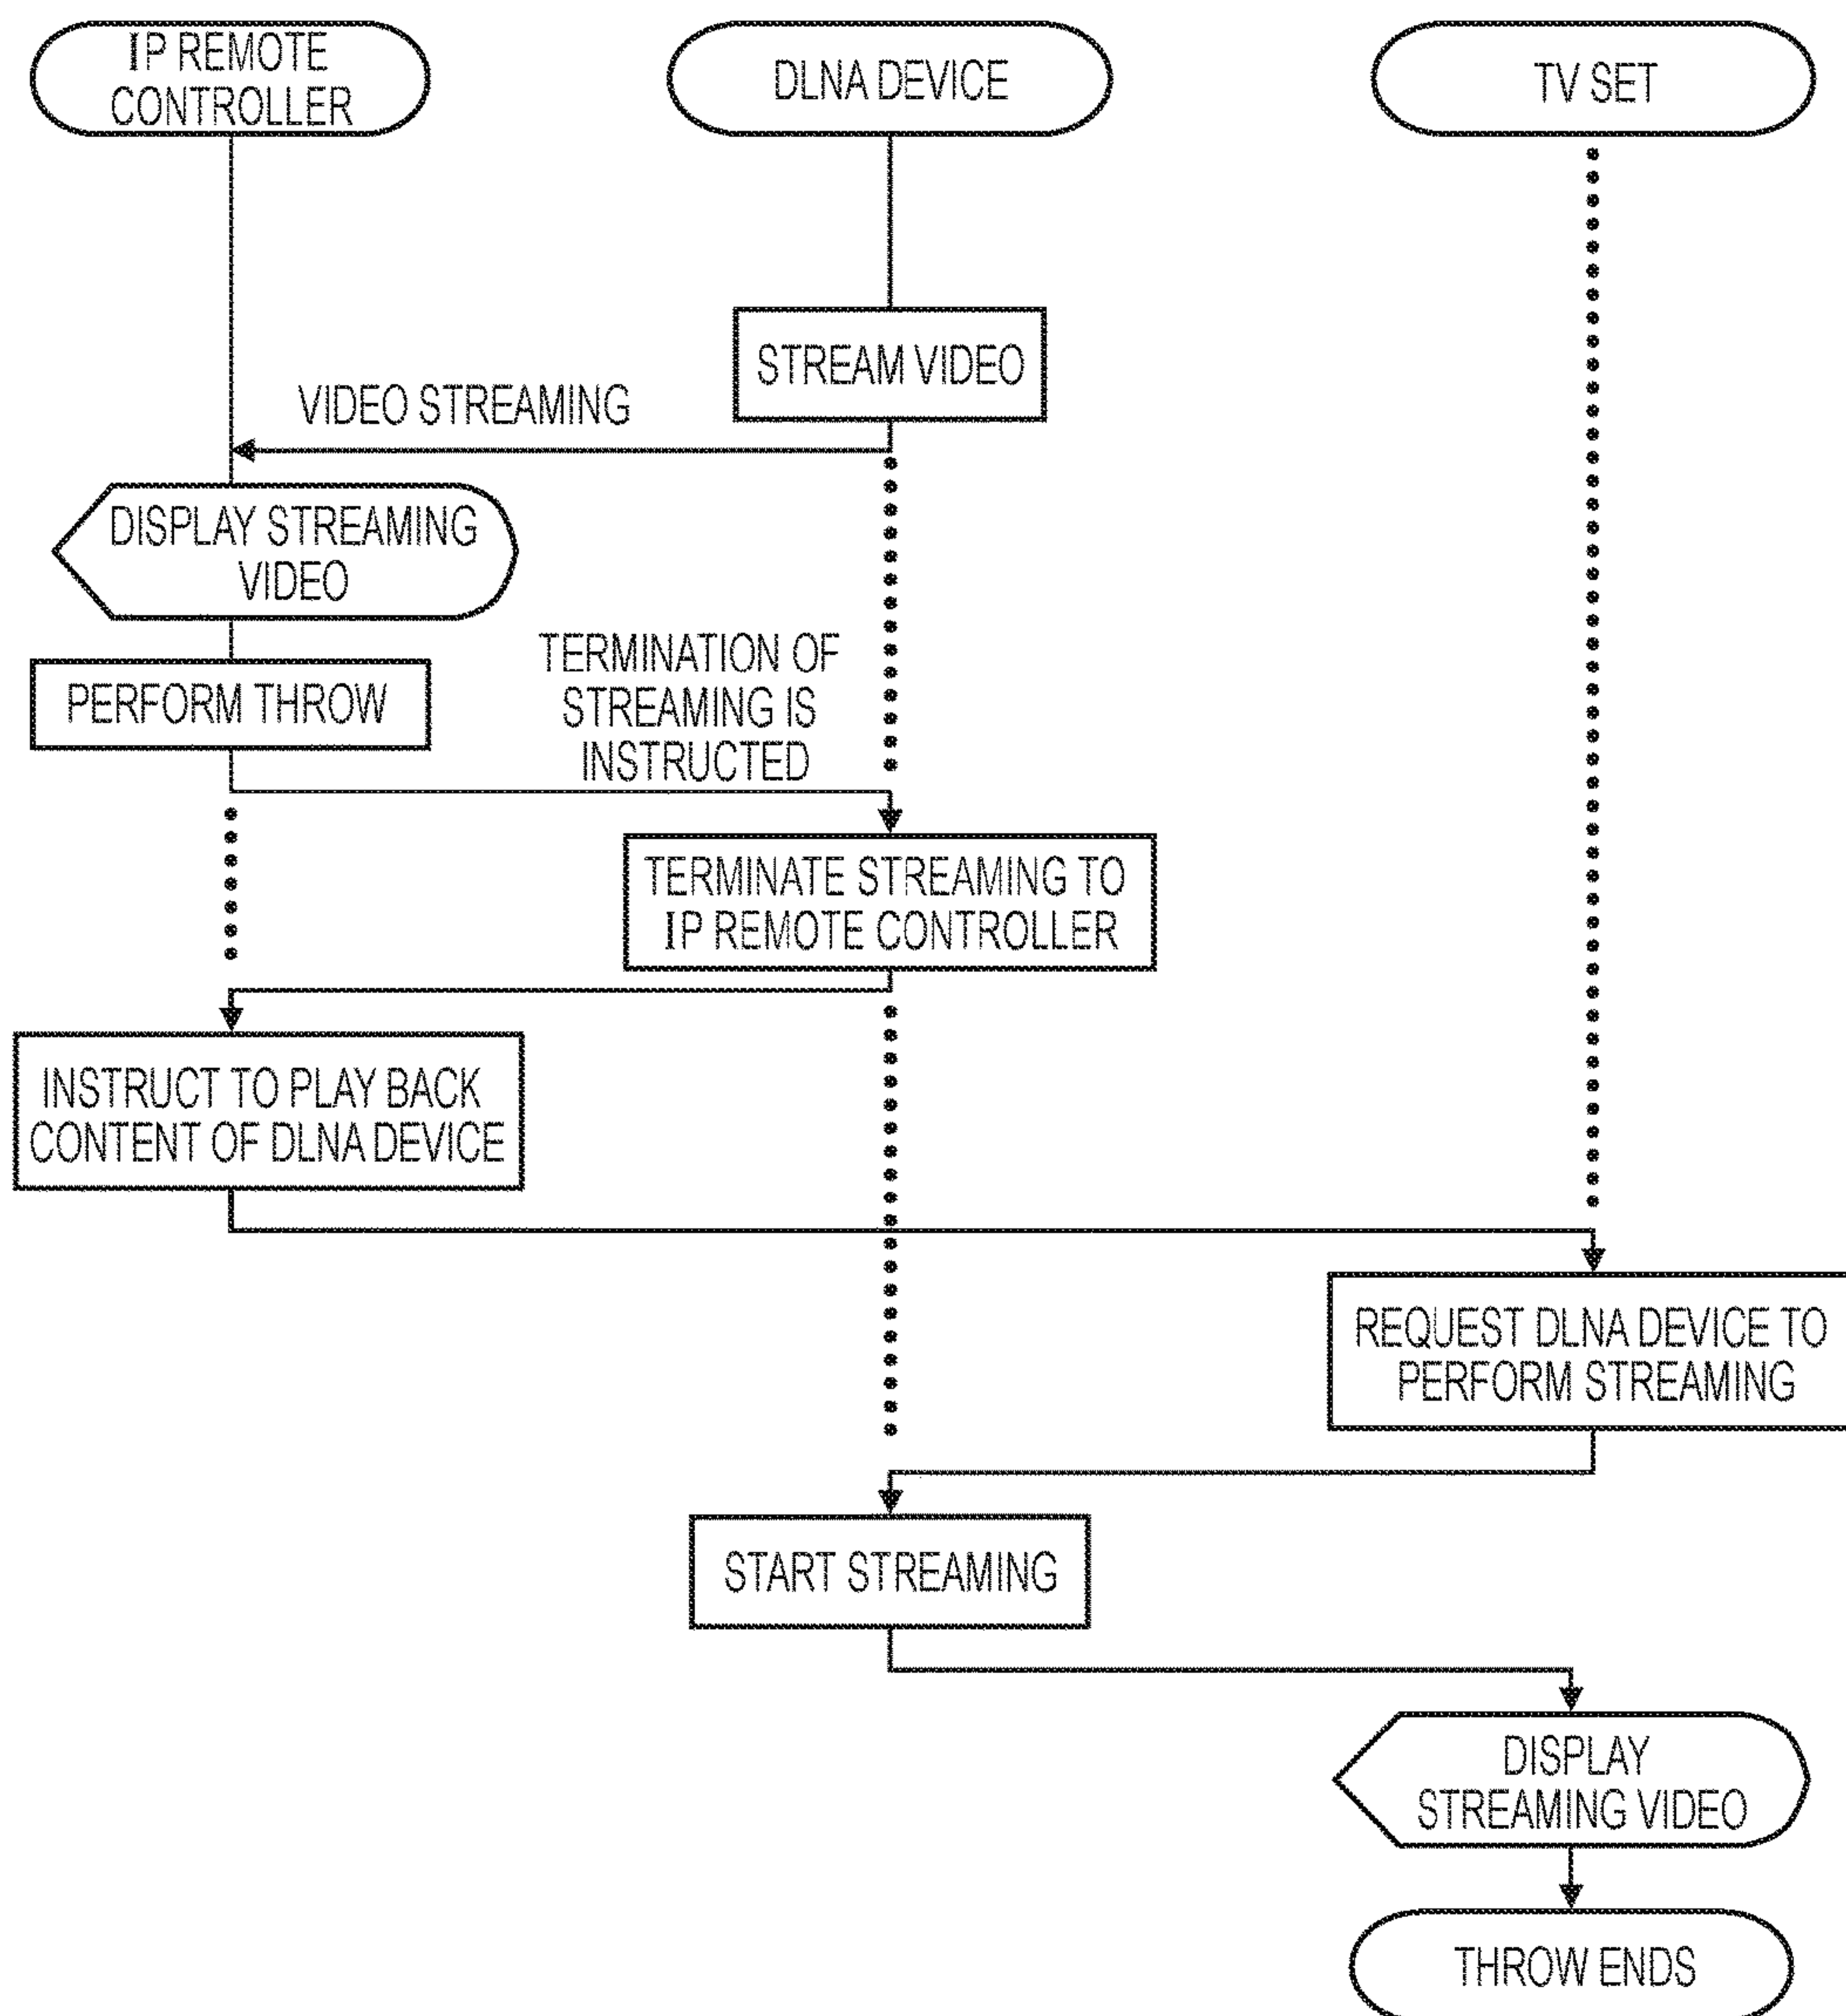 IP REMOTE
CONTROLLER
DLNA DEVICE
TV SET
STREAM VIDEO
VIDEO STREAMING
DISPLAY STREAMING
VIDEO
PERFORM THROW
TERMINATION OF
STREAMING IS
INSTRUCTED
TERMINATE STREAMING TO
IP REMOTE CONTROLLER
INSTRUCT TO PLAY BACK
CONTENT OF DLNA DEVICE
REQUEST DLNA DEVICE TO
PERFORM STREAMING
START STREAMING
DISPLAY
STREAMING VIDEO
THROW ENDS